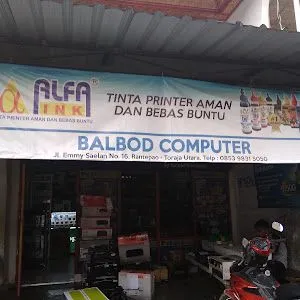 ALFA
INK
TINTA PRINTER AMAN DAN BEBAS BUNTU
TINTA PRINTER AMAN
DAN BEBAS BUNTU
BALBOD COMPUTER
Jl. Emmy Saelan No. 16, Rantepao - Toraja Utara, Telp : 0853 9831 5050